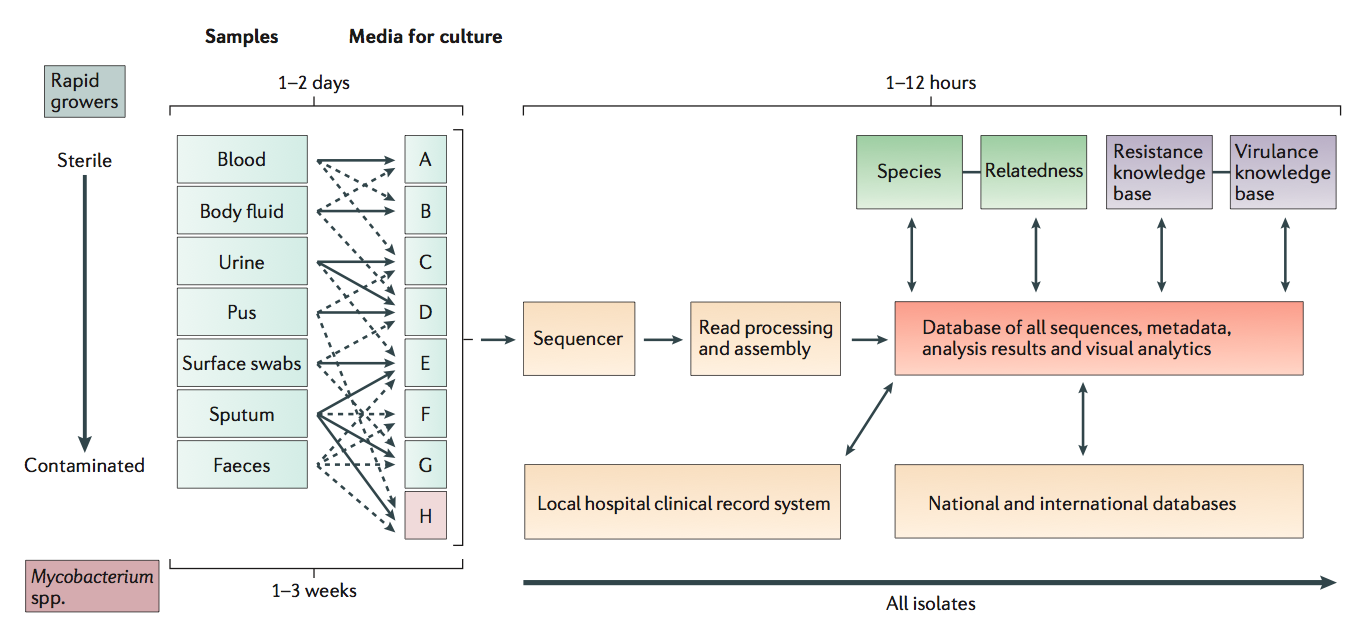 Samples
Media for culture
Rapid
growers
1–2 days
1–12 hours
Sterile
Contaminated
Blood
Body fluid
Urine
Pus
Surface swabs
Sputum
Faeces
A
B
C
D
E
F
G
H
Species
Relatedness
Resistance
knowledge
base
Virulance
knowledge
base
Sequencer
Read processing
and assembly
Database of all sequences, metadata,
analysis results and visual analytics
Local hospital clinical record system
National and international databases
Mycobacterium
spp.
1–3 weeks
All isolates